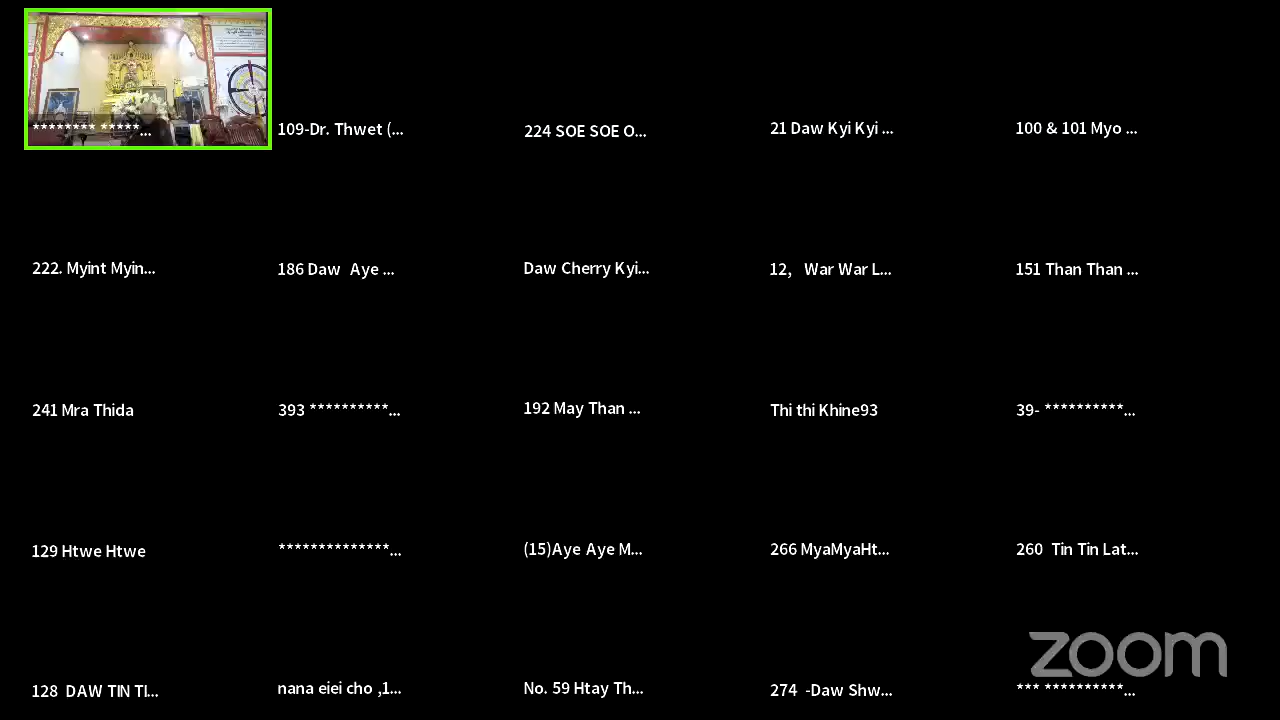 ******** *****...
109-Dr. Thwet (...
224 SOE SOE O...
21 Daw Kyi Kyi ...
100 & 101 Myo ...
222. Myint Myin...
186 Daw Aye ...
Daw Cherry Kyi...
12, War War L...
151 Than Than ...
241 Mra Thida
393 **********...
192 May Than ...
Thi thi Khine93
39- **********...
129 Htwe Htwe
**************...
(15)Aye Aye M...
266 MyaMyaHt...
260 Tin Tin Lat...
128 DAW TIN TI...
nana eiei cho ,1...
No. 59 Htay Th...
274 -Daw Shw...
*** **********...
zoom